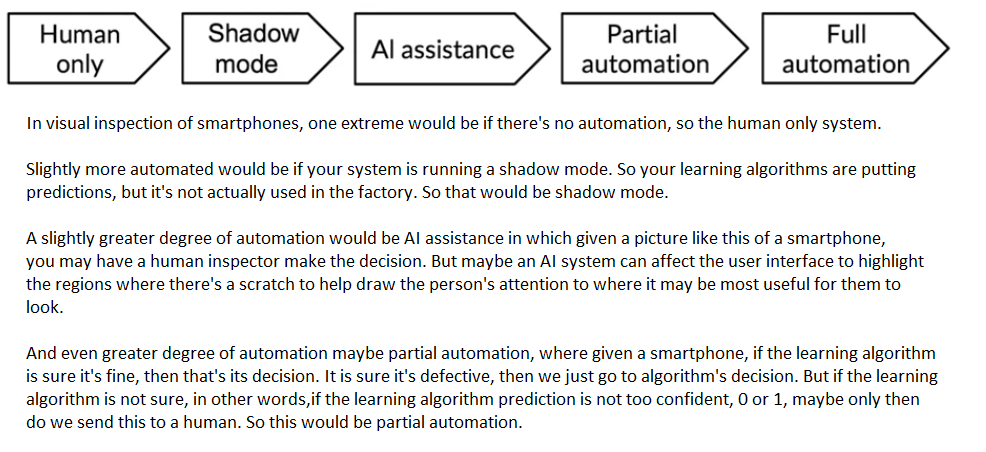 Human
only
Shadow
mode
AI assistance
Partial
automation
Full
automation
In visual inspection of smartphones, one extreme would be if there's no automation, so the human only system.
Slightly more automated would be if your system is running a shadow mode. So your learning algorithms are putting
predictions, but it's not actually used in the factory. So that would be shadow mode.
A slightly greater degree of automation would be AI assistance in which given a picture like this of a smartphone,
you may have a human inspector make the decision. But maybe an AI system can affect the user interface to highlight
the regions where there's a scratch to help draw the person's attention to where it may be most useful for them to
look.
And even greater degree of automation maybe partial automation, where given a smartphone, if the learning algorithm
is sure it's fine, then that's its decision. It is sure it's defective, then we just go to algorithm's decision. But if the learning
algorithm is not sure, in other words,if the learning algorithm prediction is not too confident, 0 or 1, maybe only then
do we send this to a human. So this would be partial automation.